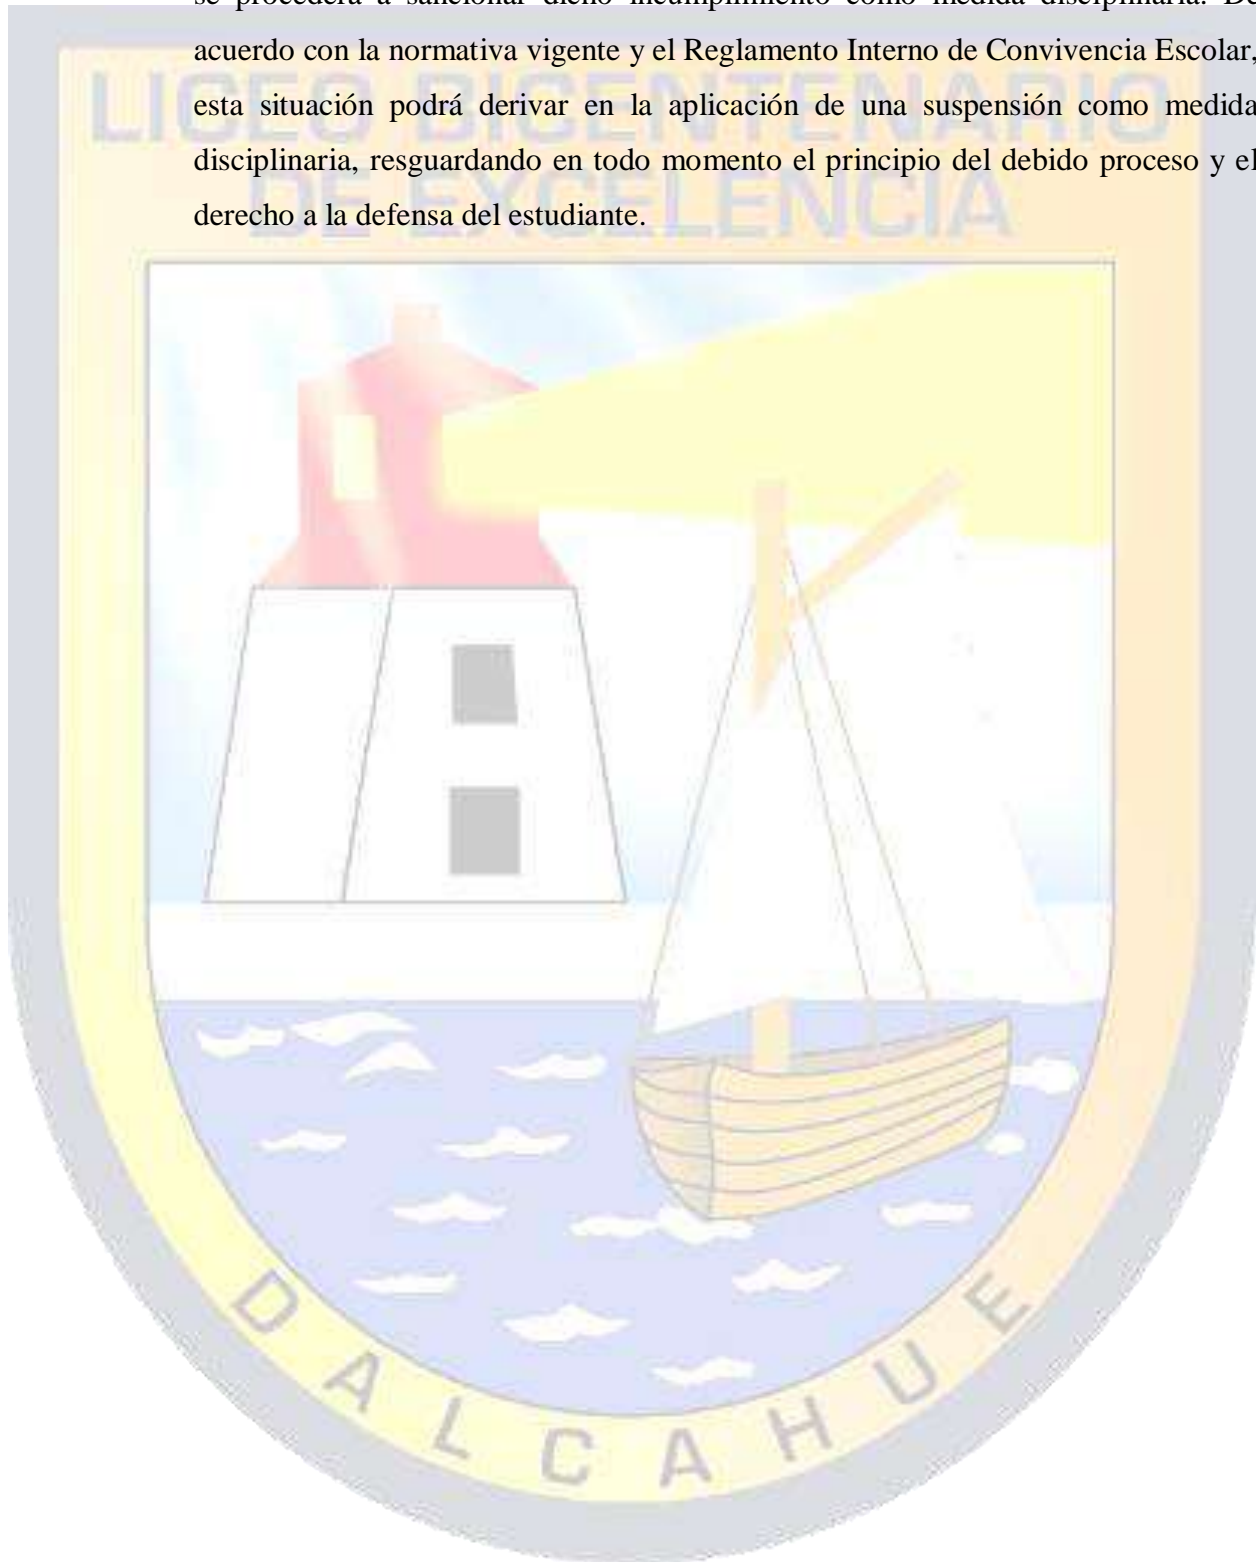 se procederá a sancionar dicho incumplimiento como medida disciplinaria. De
acuerdo con la normativa vigente y el Reglamento Interno de Convivencia Escolar,
esta situación podrá derivar en la aplicación de una suspensión como medida
disciplinaria, resguardando en todo momento el principio del debido proceso y el
derecho a la defensa del estudiante.
LICEO BICENTENARIO
DE EXCELENCIA
DALCAHUE